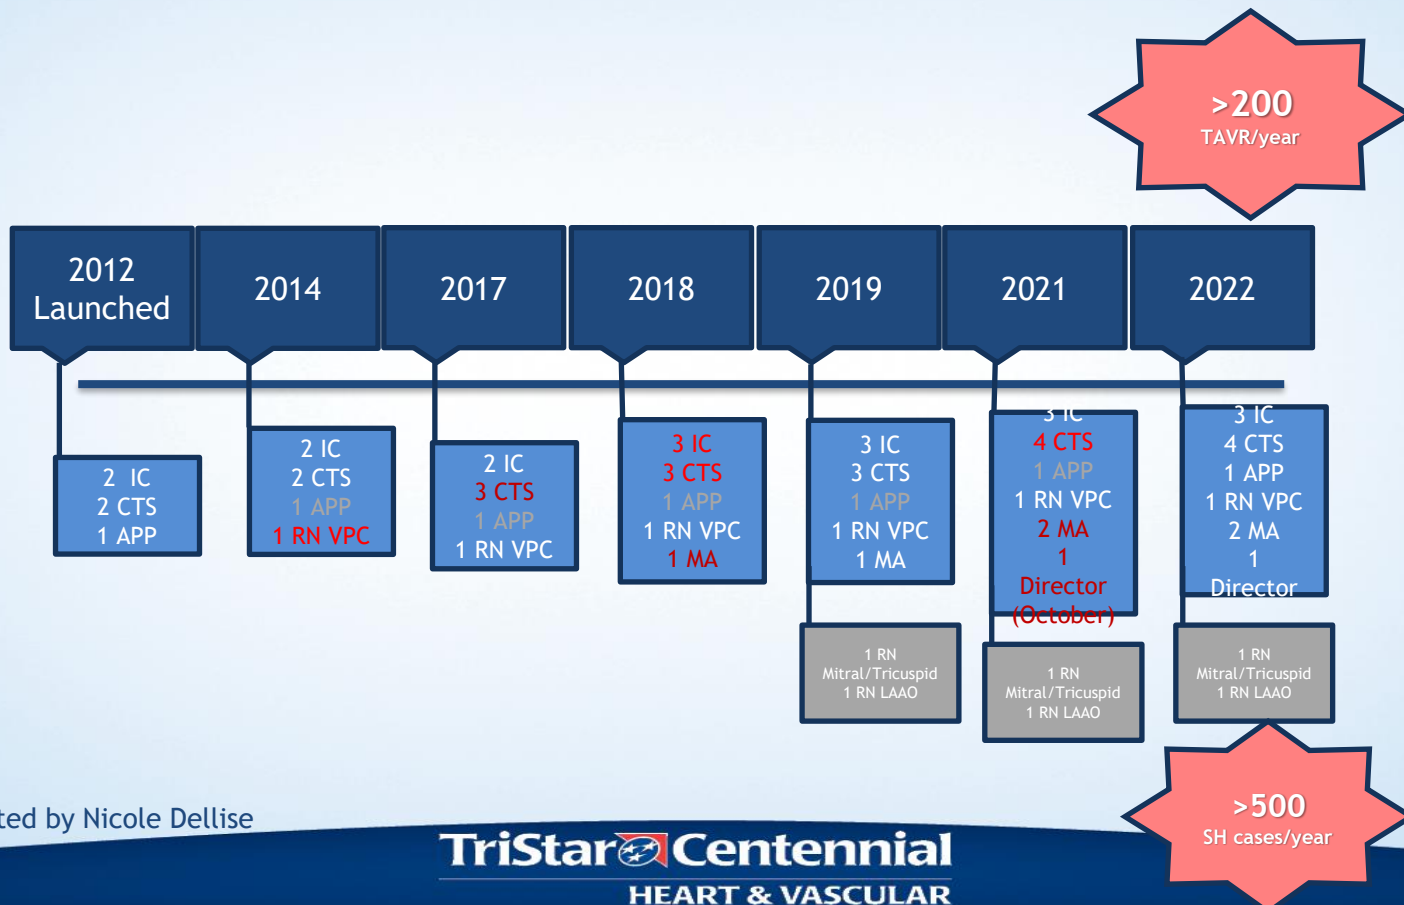 >200
TAVR/year
2012
Launched
2014
2017
2018
2019
2021
2022
2 IC
2 CTS
1 APP
2 IC
2 CTS
1 APP
1 RN VPC
2 IC
3 CTS
1 APP
1 RN VPC
3 IC
3 CTS
1 APP
1 RN VPC
1 MA
3 IC
3 CTS
1 APP
1 RN VPC
1 MA
3 IC
4 CTS
1 APP
1 RN VPC
2 MA
1
Director
(October)
3 IC
4 CTS
1 APP
1 RN VPC
2 MA
1
Director
1 RN
Mitral/Tricuspid
1 RN LAAO
1 RN
Mitral/Tricuspid
1 RN LAAO
1 RN
Mitral/Tricuspid
1 RN LAAO
>500
SH cases/year
ted by Nicole Dellise
TriStar Centennial
HEART & VASCULAR